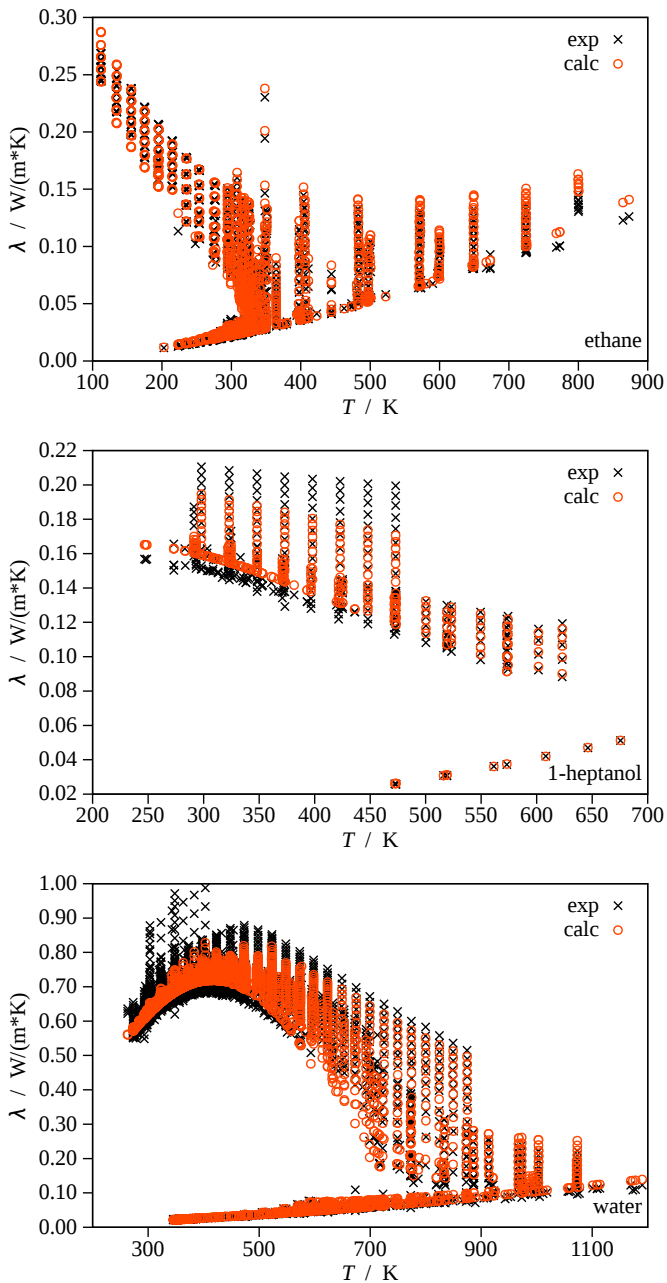 0.30
0.25
0.20
0.15
0.10
0.05
0.00
λ / W/(m*K)
exp
calc
ethane
100 200 300 400 500 600 700 800 900
T / K
0.22
0.20
0.18
0.16
0.14
0.12
0.10
0.08
0.06
0.04
0.02
λ / W/(m*K)
exp
calc
1-heptanol
200 250 300 350 400 450 500 550 600 650 700
T / K
1.00
0.90
0.80
0.70
0.60
0.50
0.40
0.30
0.20
0.10
0.00
λ / W/(m*K)
exp
calc
water
300 500 700 900 1100
T / K